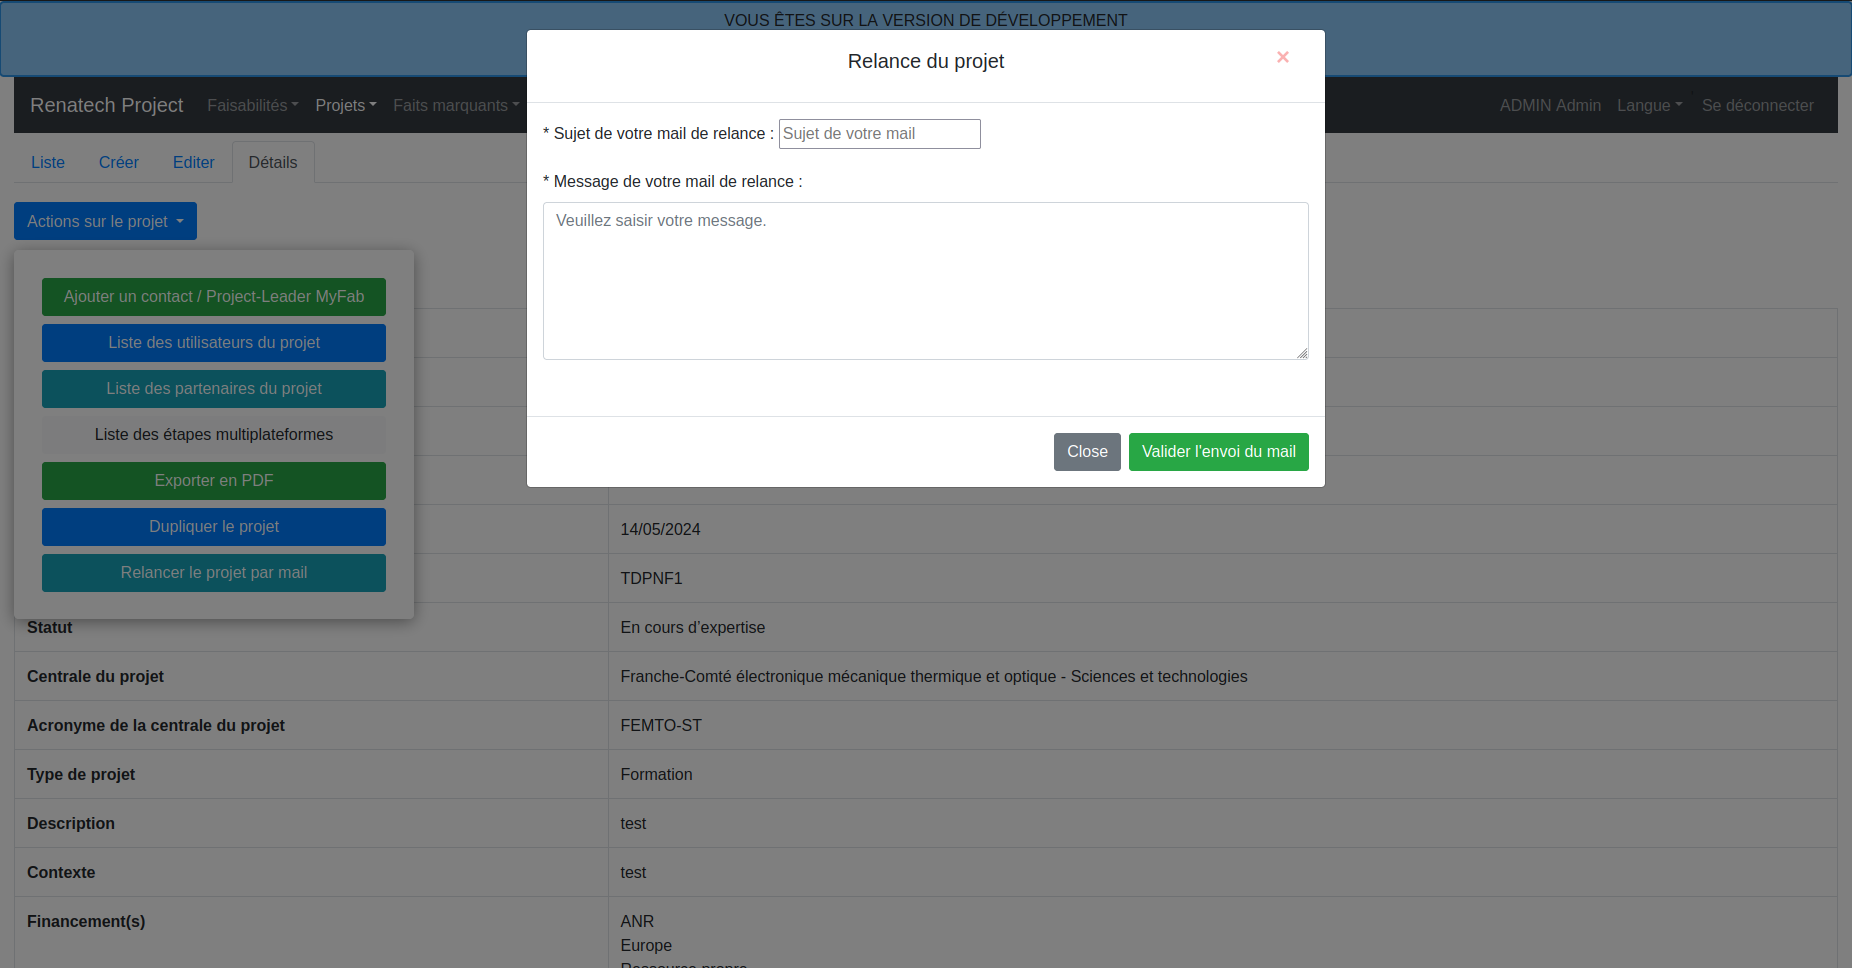 VOUS ÊTES SUR LA VERSION DE DÉVELOPPEMENT
Relance du projet
×
Renatech Project Faisabilités Projets Faits marquants ADMIN Admin Langue Se déconnecter
* Sujet de votre mail de relance : Sujet de votre mail
Liste Créer Editer Détails
* Message de votre mail de relance :
Veuillez saisir votre message.
Actions sur le projet
Ajouter un contact / Project-Leader MyFab
Liste des utilisateurs du projet
Liste des partenaires du projet
Liste des étapes multiplateformes
Close Valider l'envoi du mail
Exporter en PDF
Dupliquer le projet
14/05/2024
Relancer le projet par mail
TDPNF1
Statut En cours d’expertise
Centrale du projet Franche-Comté électronique mécanique thermique et optique - Sciences et technologies
Acronyme de la centrale du projet FEMTO-ST
Type de projet Formation
Description test
Contexte test
Financement(s) ANR
Europe
Ressource propre